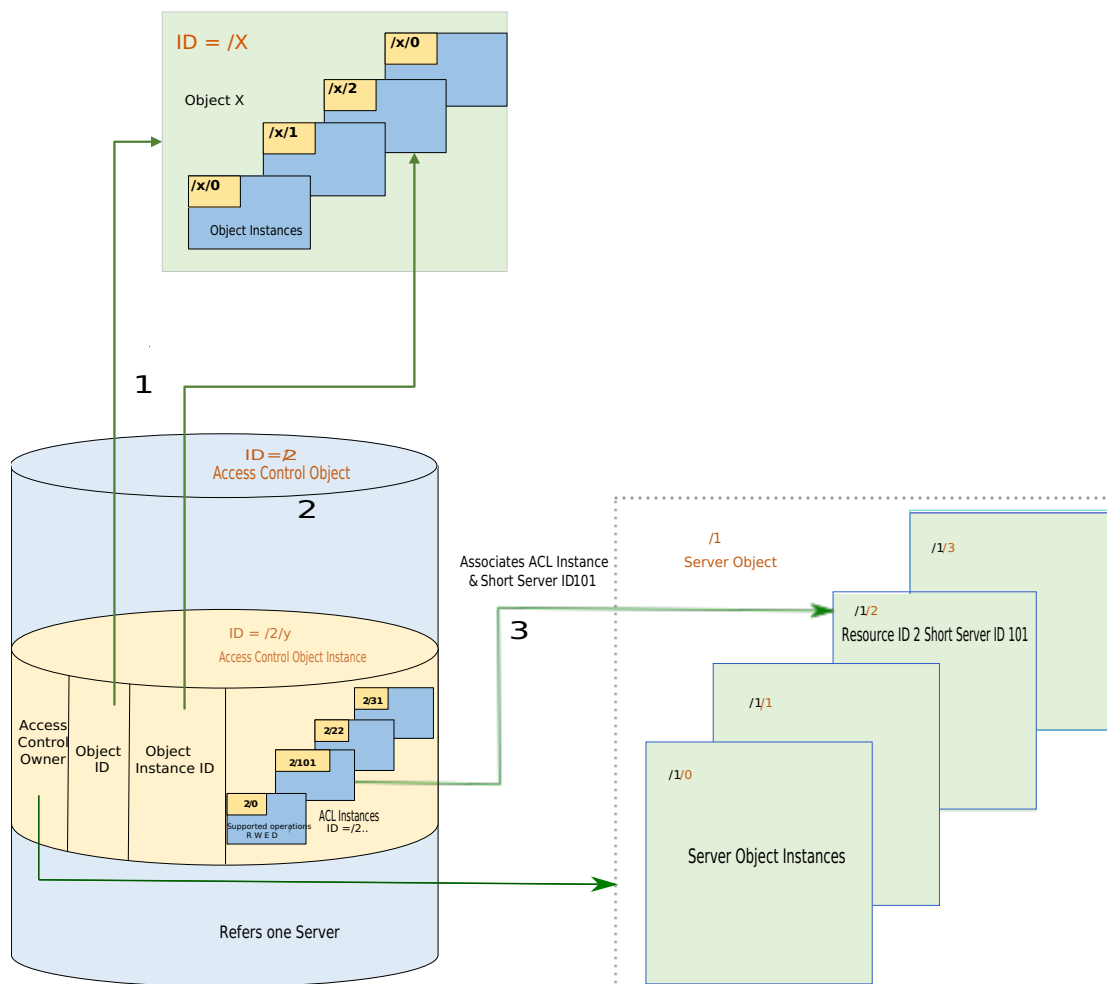 ID = /X
/x/0
Object X
/x/2
/x/1
/x/0
Object Instances
1
ID=/2
Access Control Object
2
Associates ACL Instance
& Short Server ID101
3
/1
Server Object
/1/3
/1/2
Resource ID 2 Short Server ID 101
/1/1
/1/0
Server Object Instances
ID = /2/y
Access Control Object Instance
Access
Control
Owner
Object
ID
Object
Instance ID
2/31
2/22
2/101
2/0
Supported operations
R W E D
ACL Instances
ID =/2..
Refers one Server